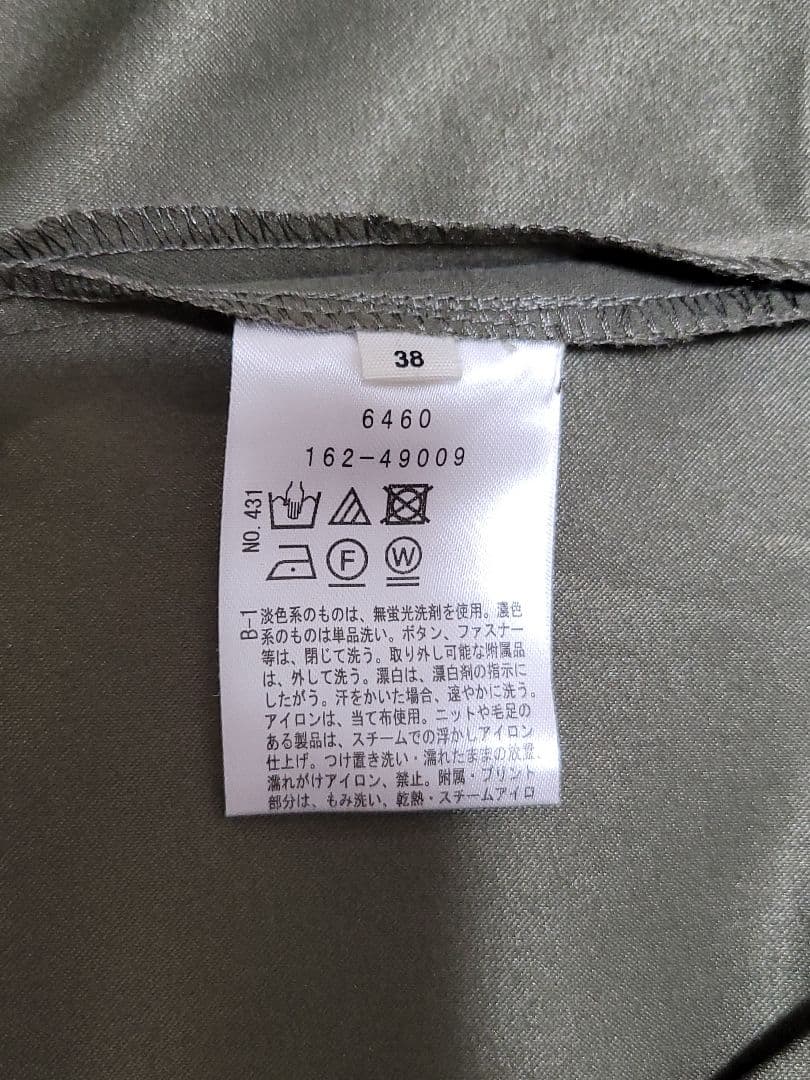 38
6460
162-49009
NO.431
F W
B-1
淡色系のものは、無蛍光洗剤を使用。濃色
系のものは単品洗い。ボタン、ファスナー
等は、閉じて洗う。取り外し可能な附属品
は、外して洗う。漂白は、漂白剤の指示に
したがう。汗をかいた場合、速やかに洗う。
アイロンは、当て布使用。ニットや毛足の
ある製品は、スチームでの浮かしアイロン
仕上げ。つけ置き洗い・濡れたままの放置、
濡れがけアイロン、禁止。附属・プリント
部分は、もみ洗い、乾熱・スチームアイロ